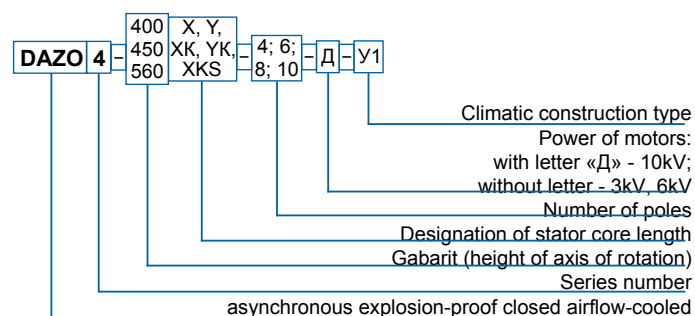 400 X, Y,
DAZO 4 - 450 XК, YК, - 4; 6; - Д - У1
560 XKS 8; 10
Climatic construction type
Power of motors:
with letter «Д» - 10kV;
without letter - 3kV, 6kV
Number of poles
Designation of stator core length
Gabarit (height of axis of rotation)
Series number
asynchronous explosion-proof closed airflow-cooled